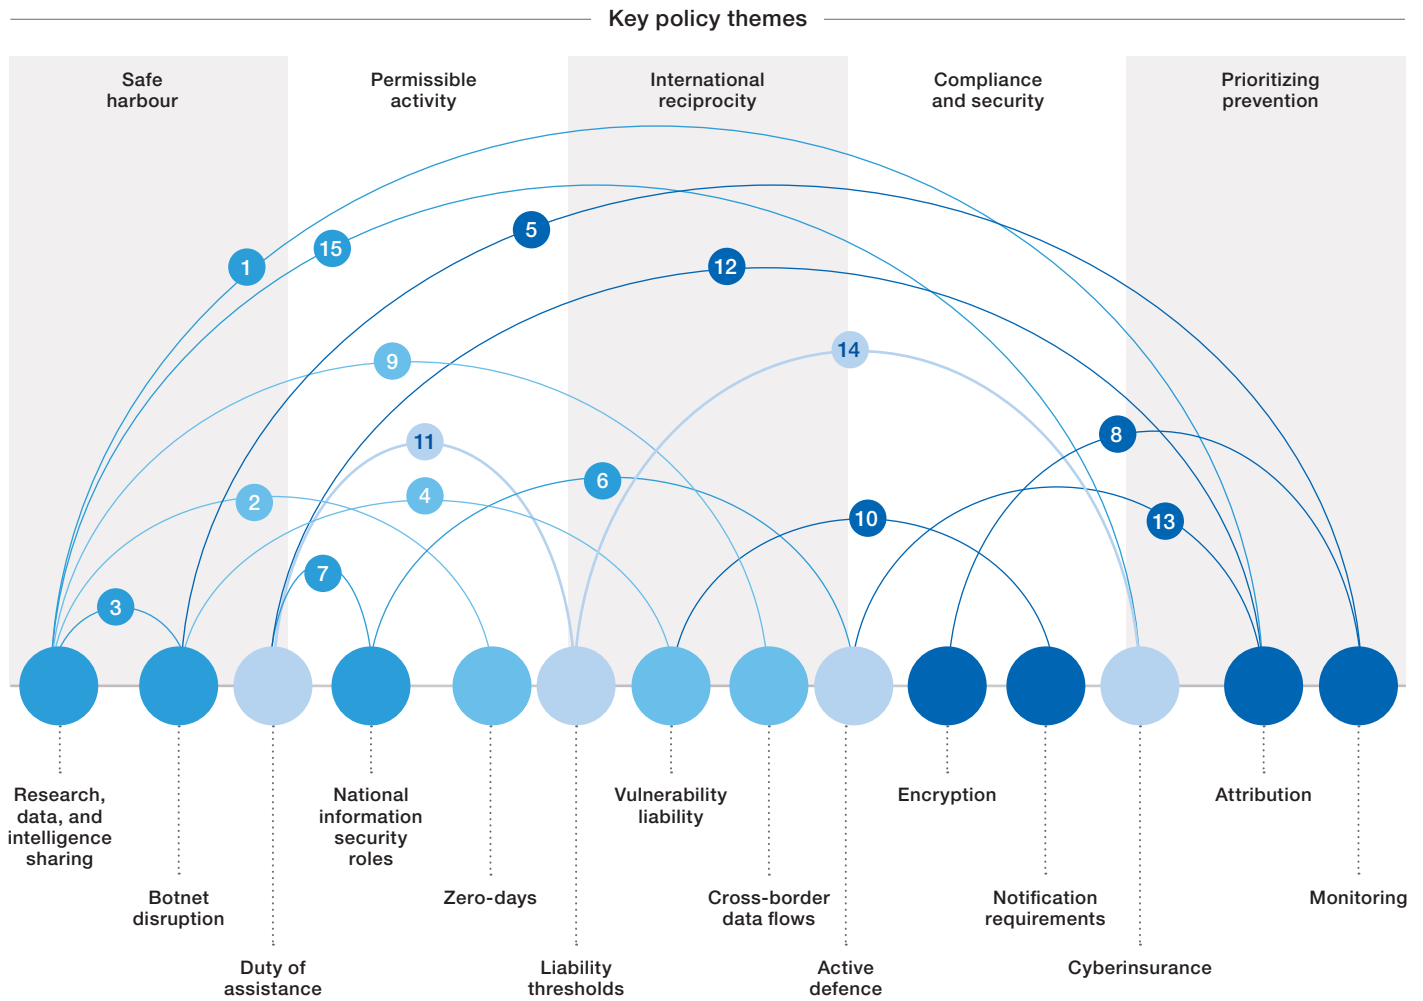 Key policy themes
Safe
harbour
Permissible
activity
International
reciprocity
Compliance
and security
Prioritizing
prevention
1
15
5
12
9
14
11
8
2
4
6
10
13
7
3
Research,
data, and
intelligence
sharing
National
information
security
roles
Vulnerability
liability
Encryption
Attribution
Botnet
disruption
Zero-days
Cross-border
data flows
Notification
requirements
Monitoring
Duty of
assistance
Liability
thresholds
Active
defence
Cyberinsurance